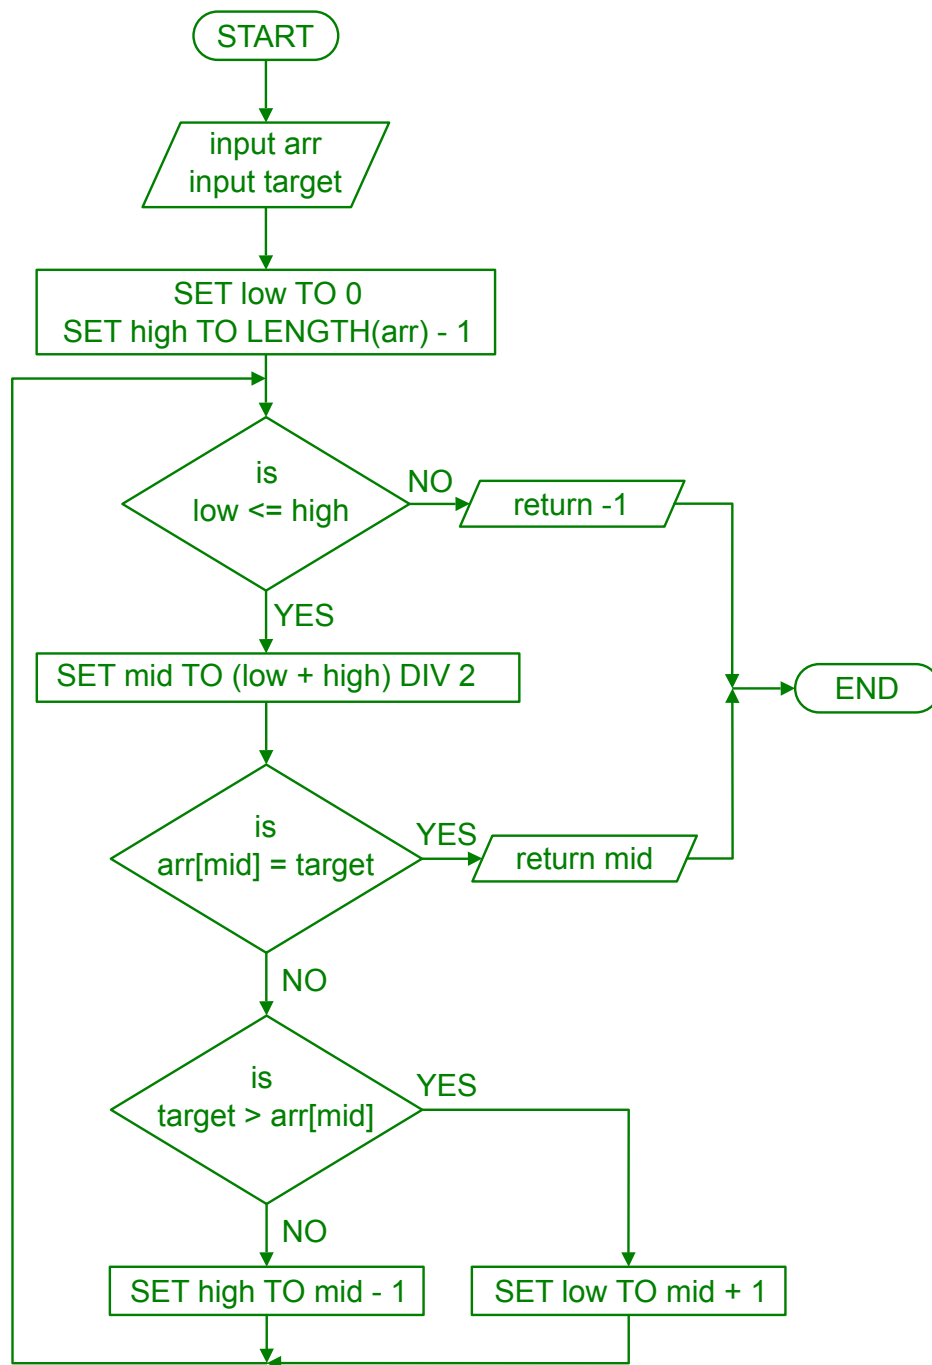 START
input arr
input target
SET low TO 0
SET high TO LENGTH(arr) - 1
is
low <= high
NO
return -1
YES
SET mid TO (low + high) DIV 2
END
is
arr[mid] = target
YES
return mid
NO
is
target > arr[mid]
YES
NO
SET high TO mid - 1
SET low TO mid + 1